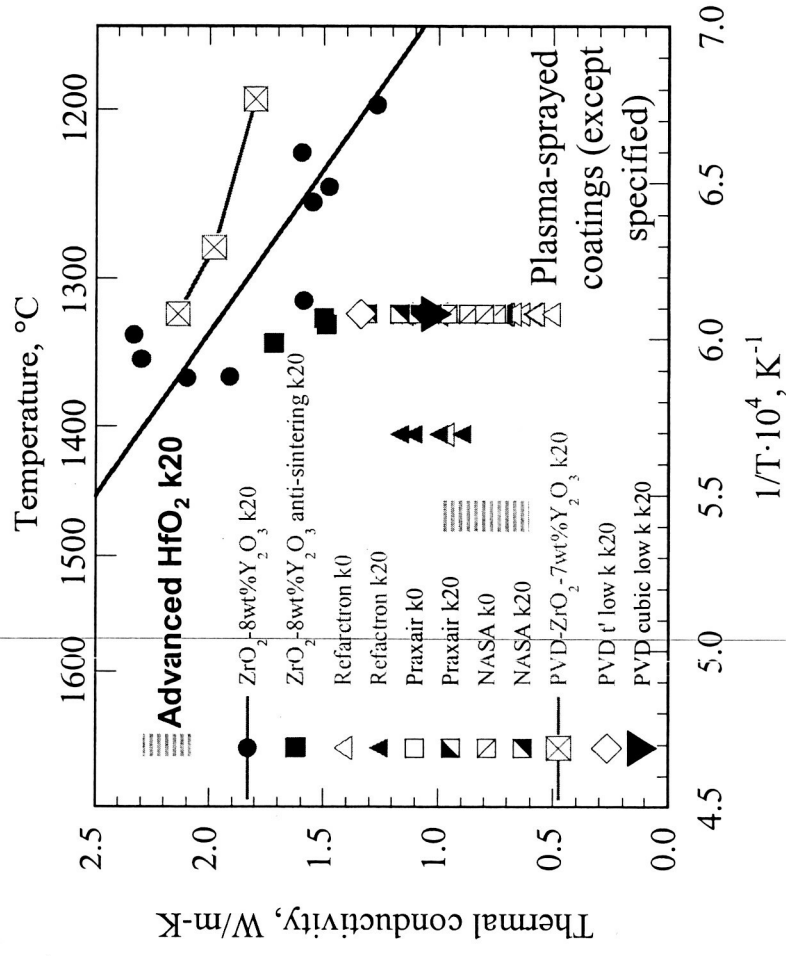 Temperature, °C
1600
1500
1400
1300
1200
Thermal conductivity, W/m-K
2.5
2.0
1.5
1.0
0.5
0.0
Advanced HfO2 k20
ZrO2-8wt%Y2O3 k20
ZrO2-8wt%Y2O3 anti-sintering k20
Refarctron k0
Refactron k20
Praxair k0
Praxair k20
NASA k0
NASA k20
PVD-ZrO2-7wt%Y2O3 k20
PVD t' low k k20
PVD cubic low k k20
Plasma-sprayed
coatings (except
specified)
4.5
5.0
5.5
6.0
6.5
7.0
1/T·10⁴, K⁻¹